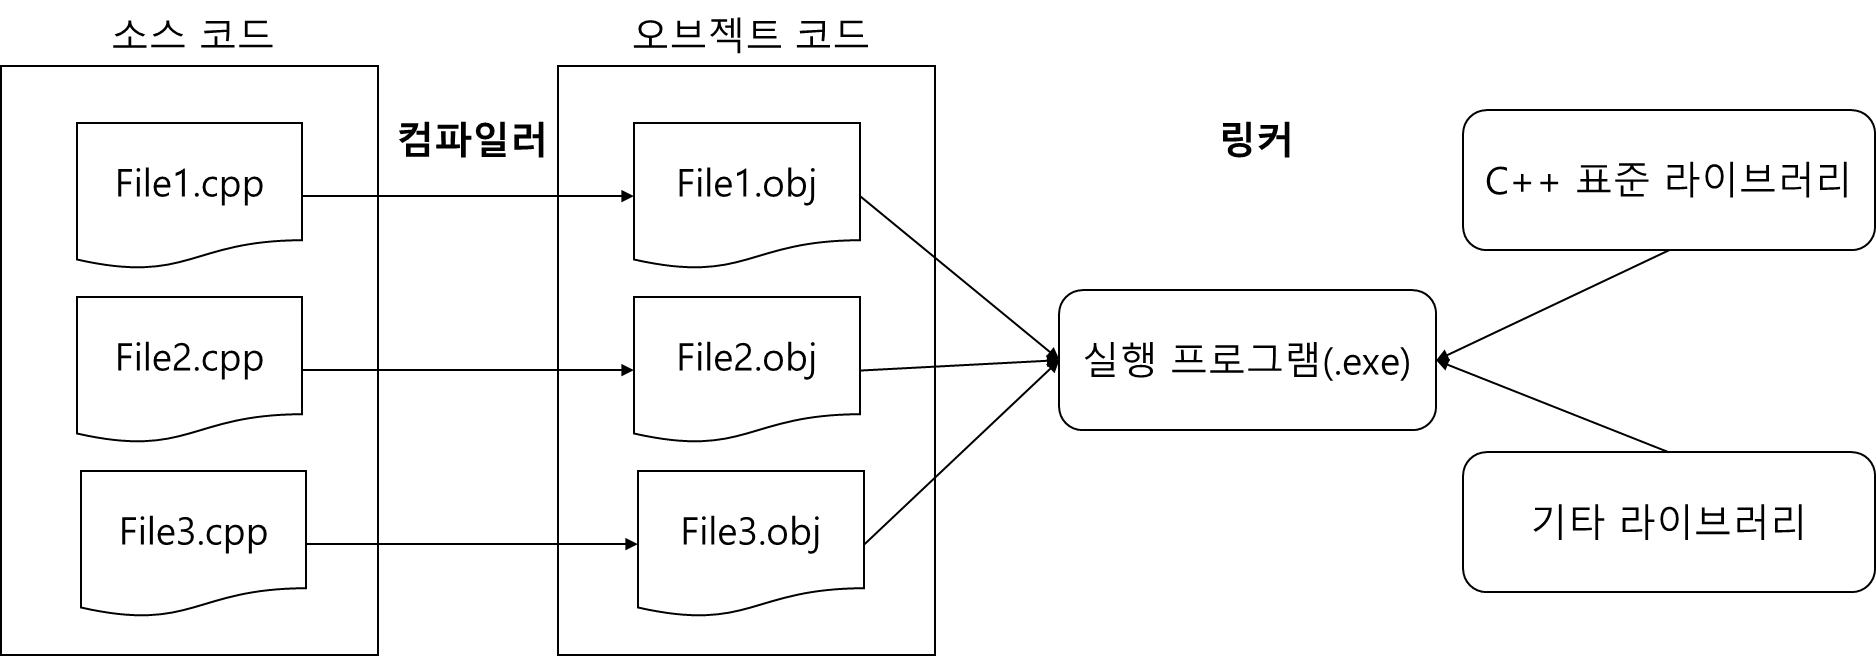 소스 코드
오브젝트 코드
컴파일러
링커
File1.cpp
File1.obj
C++ 표준 라이브러리
File2.cpp
File2.obj
실행 프로그램(.exe)
File3.cpp
File3.obj
기타 라이브러리